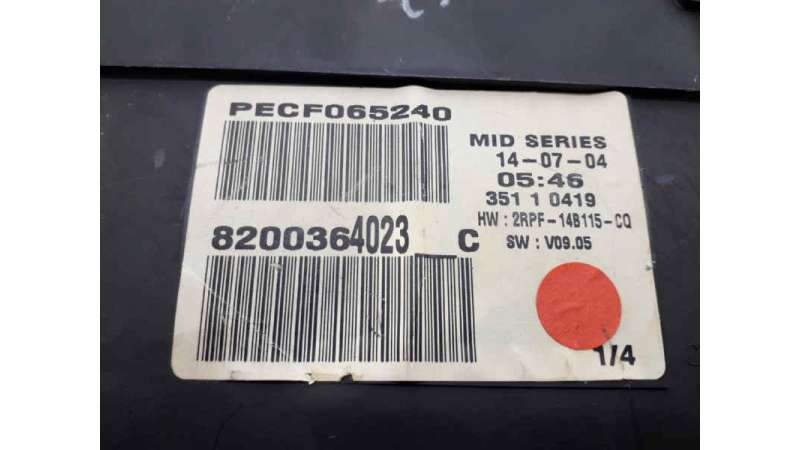 PECF065240
8200364023__C
MID SERIES
14-07-04
05:46
351 1 0419
HW : 2RPF-14B115-CQ
SW : V09.05
1/4